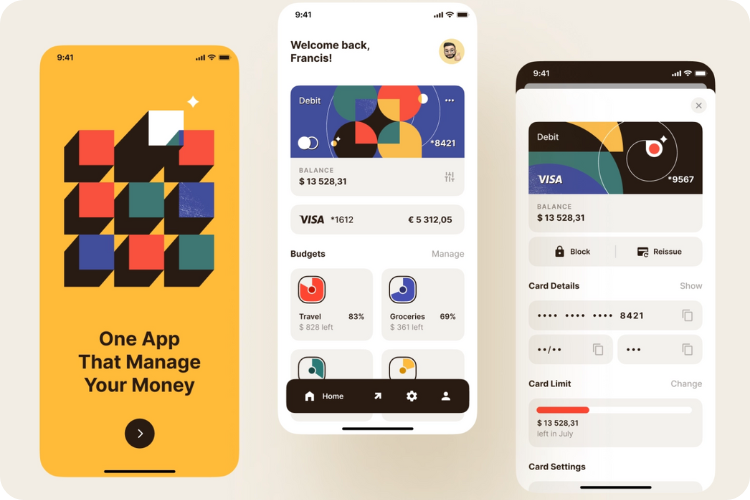 9:41
One App
That Manage
Your Money
9:41
Welcome back,
Francis!
Debit
*8421
BALANCE
$ 13 528,31
VISA *1612 € 5 312,05
Budgets Manage
Travel 83%
$ 828 left
Groceries 69%
$ 361 left
Home
9:41
Debit
VISA *9567
BALANCE
$ 13 528,31
Block Reissue
Card Details Show
•••• •••• •••• 8421
••/•• •••
Card Limit Change
$ 13 528,31
left in July
Card Settings